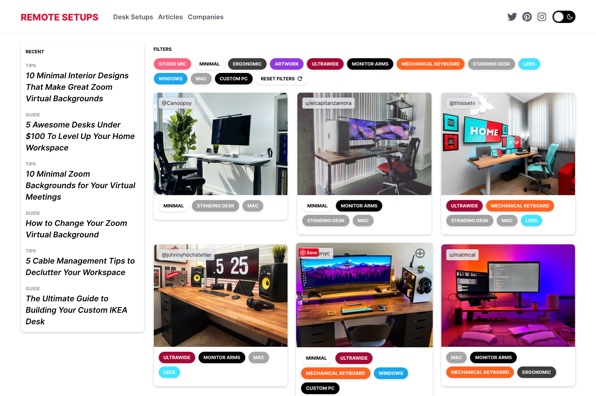 REMOTE SETUPS
Desk Setups Articles Companies
RECENT
TIPS
10 Minimal Interior Designs
That Make Great Zoom
Virtual Backgrounds
GUIDE
5 Awesome Desks Under
$100 To Level Up Your Home
Workspace
TIPS
10 Minimal Zoom
Backgrounds for Your Virtual
Meetings
GUIDE
How to Change Your Zoom
Virtual Background
TIPS
5 Cable Management Tips to
Declutter Your Workspace
GUIDE
The Ultimate Guide to
Building Your Custom IKEA
Desk
FILTERS
STUDIO MIC MINIMAL ERGONOMIC ARTWORK ULTRAWIDE MONITOR ARMS MECHANICAL KEYBOARD STANDING DESK LEDS
WINDOWS MAC CUSTOM PC RESET FILTERS
@Canoopsy
MINIMAL STANDING DESK MAC
u/eicapitanzamora
MINIMAL MONITOR ARMS
STANDING DESK MAC
@thisisetv
HOME
ULTRAWIDE MECHANICAL KEYBOARD
STANDING DESK MAC LEDS
@johnnyhochstetler
5 25
ULTRAWIDE MONITOR ARMS MAC
LEDS
Save
nyc
MINIMAL ULTRAWIDE
MECHANICAL KEYBOARD WINDOWS
CUSTOM PC
u/matmcal
MAC MONITOR ARMS
MECHANICAL KEYBOARD ERGONOMIC